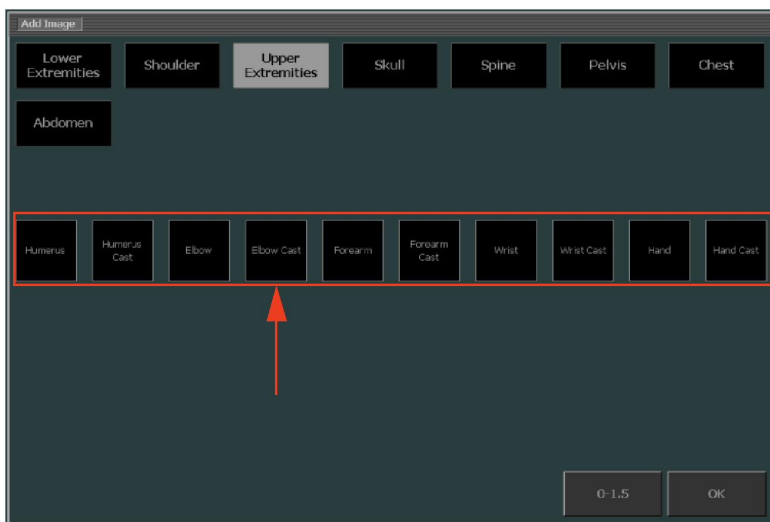 Add Image
Lower
Extremities
Shoulder
Upper
Extremities
Skull
Spine
Pelvis
Chest
Abdomen
Humerus
Humerus
Cast
Elbow
Elbow Cast
Forearm
Forearm
Cast
Wrist
Wrist Cast
Hand
Hand Cast
0-1.5
OK